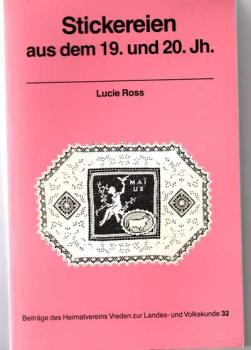 Stickereien
aus dem 19. und 20. Jh.
Lucie Ross
MAI
US
Beiträge des Heimatvereins Vreden zur Landes- und Volkskunde 32